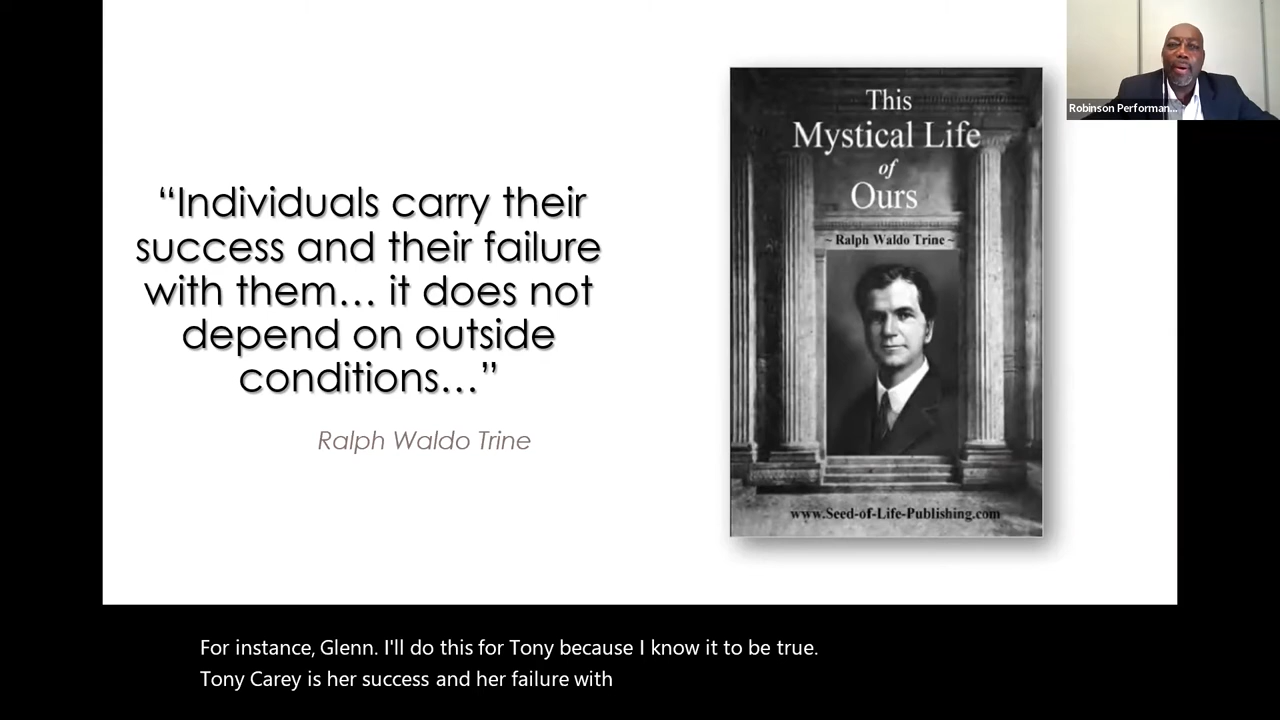 “Individuals carry their
success and their failure
with them… it does not
depend on outside
conditions…”
Ralph Waldo Trine
This
Mystical Life
of
Ours
~ Ralph Waldo Trine ~
www.Seed-of-Life-Publishing.com
Robinson Performan...
For instance, Glenn. I'll do this for Tony because I know it to be true.
Tony Carey is her success and her failure with